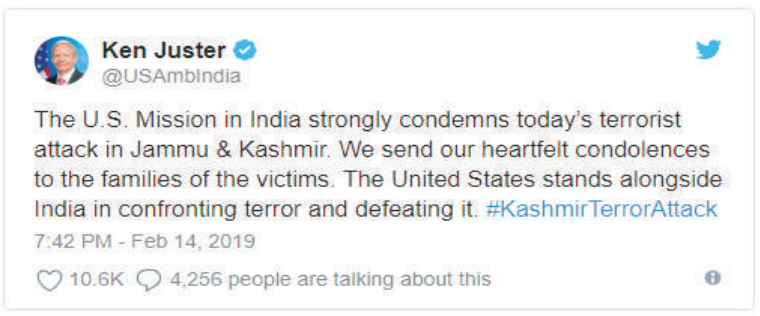 Ken Juster
@USAmbIndia
The U.S. Mission in India strongly condemns today's terrorist
attack in Jammu & Kashmir. We send our heartfelt condolences
to the families of the victims. The United States stands alongside
India in confronting terror and defeating it. #KashmirTerrorAttack
7:42 PM - Feb 14, 2019
10.6K 4,256 people are talking about this